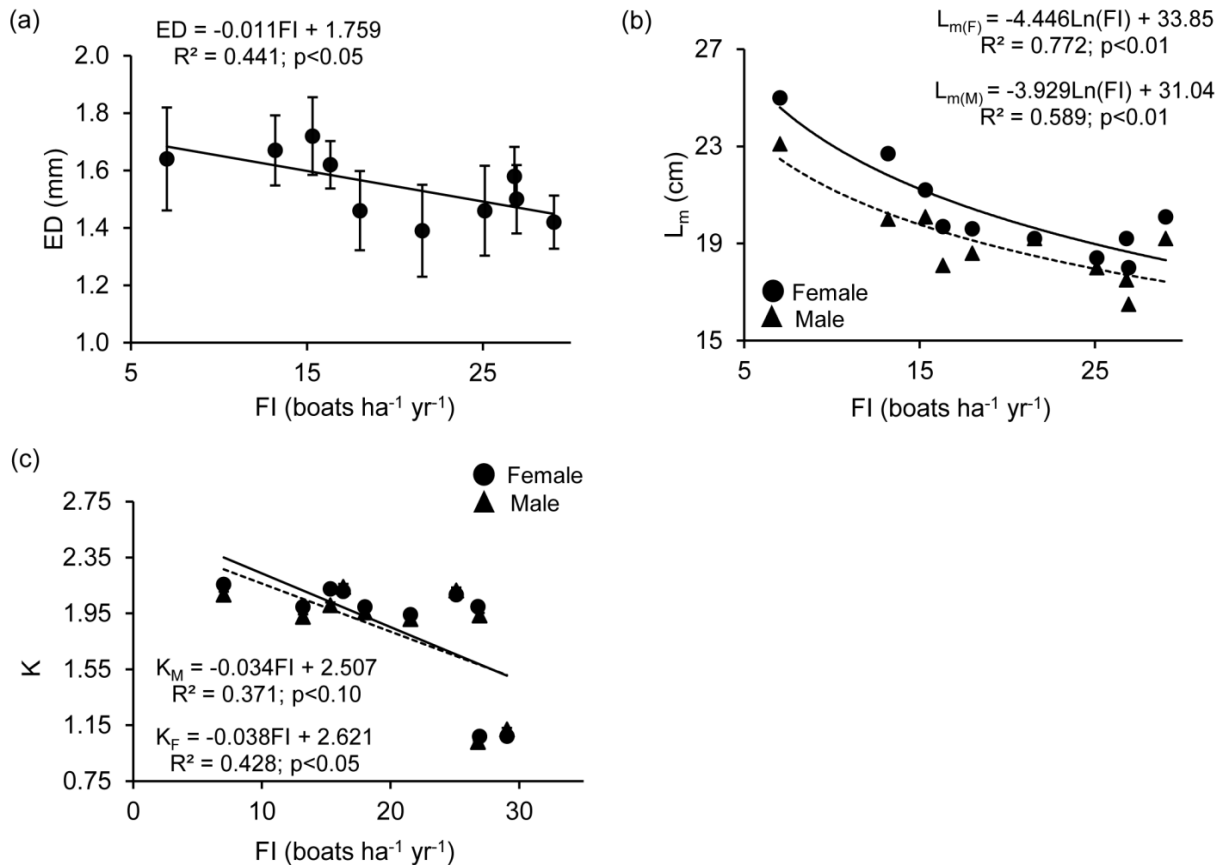 (a)
ED = -0.011FI + 1.759
R² = 0.441; p<0.05
2.0
1.8
1.6
1.4
1.2
1.0
ED (mm)
5
15
25
FI (boats ha⁻¹ yr⁻¹)
(b)
Lm(F) = -4.446Ln(FI) + 33.85
R² = 0.772; p<0.01
Lm(M) = -3.929Ln(FI) + 31.04
R² = 0.589; p<0.01
27
23
19
15
Lm (cm)
Female
Male
5
15
25
FI (boats ha⁻¹ yr⁻¹)
(c)
Female
Male
2.75
2.35
1.95
1.55
1.15
0.75
K
KM = -0.034FI + 2.507
R² = 0.371; p<0.10
KF = -0.038FI + 2.621
R² = 0.428; p<0.05
0
10
20
30
FI (boats ha⁻¹ yr⁻¹)